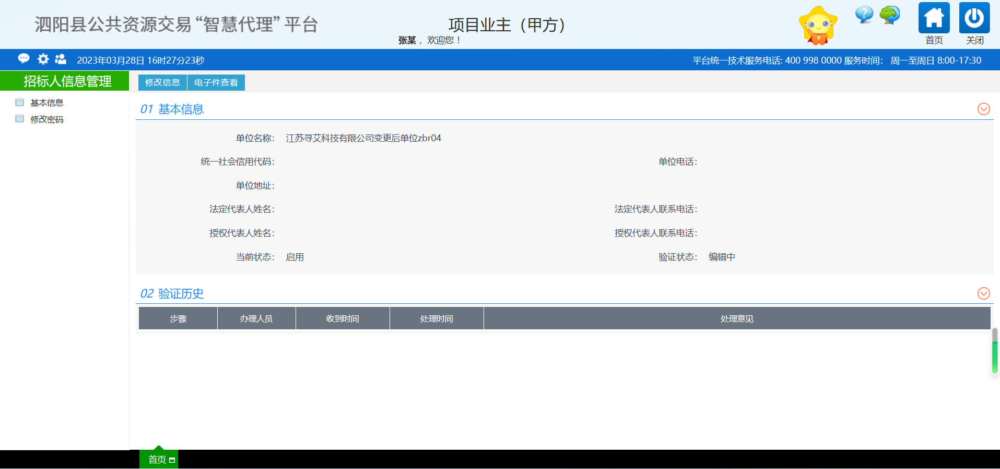 泗阳县公共资源交易“智慧代理”平台
项目业主（甲方）
张某，欢迎您！
首页
关闭
2023年03月28日 16时27分23秒
平台统一技术服务电话: 400 998 0000 服务时间： 周一至周日 8:00-17:30
招标人信息管理
基本信息
修改密码
修改信息
电子件查看
01 基本信息
单位名称： 江苏寻艾科技有限公司变更后单位zbr04
统一社会信用代码： 单位电话：
单位地址：
法定代表人姓名： 法定代表人联系电话：
授权代表人姓名： 授权代表人联系电话：
当前状态： 启用 验证状态： 编辑中
02 验证历史
步骤 办理人员 收到时间 处理时间 处理意见
首页